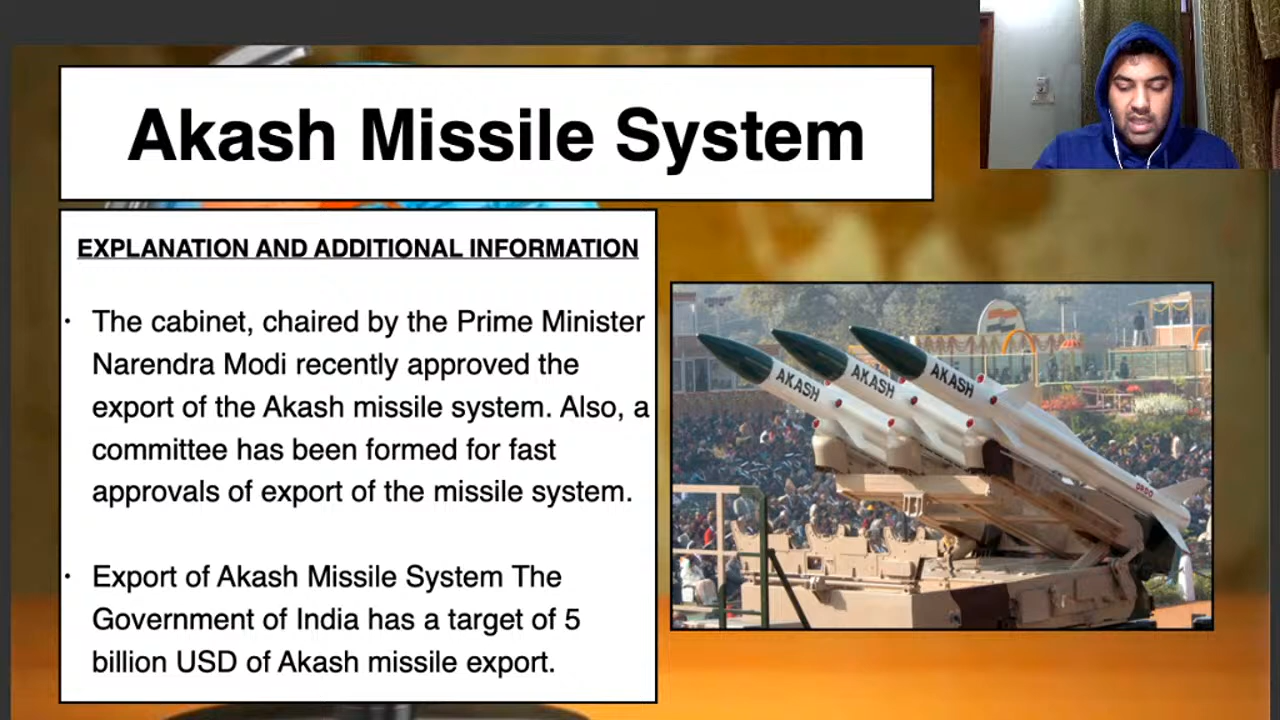 Akash Missile System
EXPLANATION AND ADDITIONAL INFORMATION
· The cabinet, chaired by the Prime Minister
Narendra Modi recently approved the
export of the Akash missile system. Also, a
committee has been formed for fast
approvals of export of the missile system.
· Export of Akash Missile System The
Government of India has a target of 5
billion USD of Akash missile export.
AKASH
AKASH
AKASH
DRDO